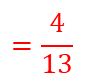 = 4/13